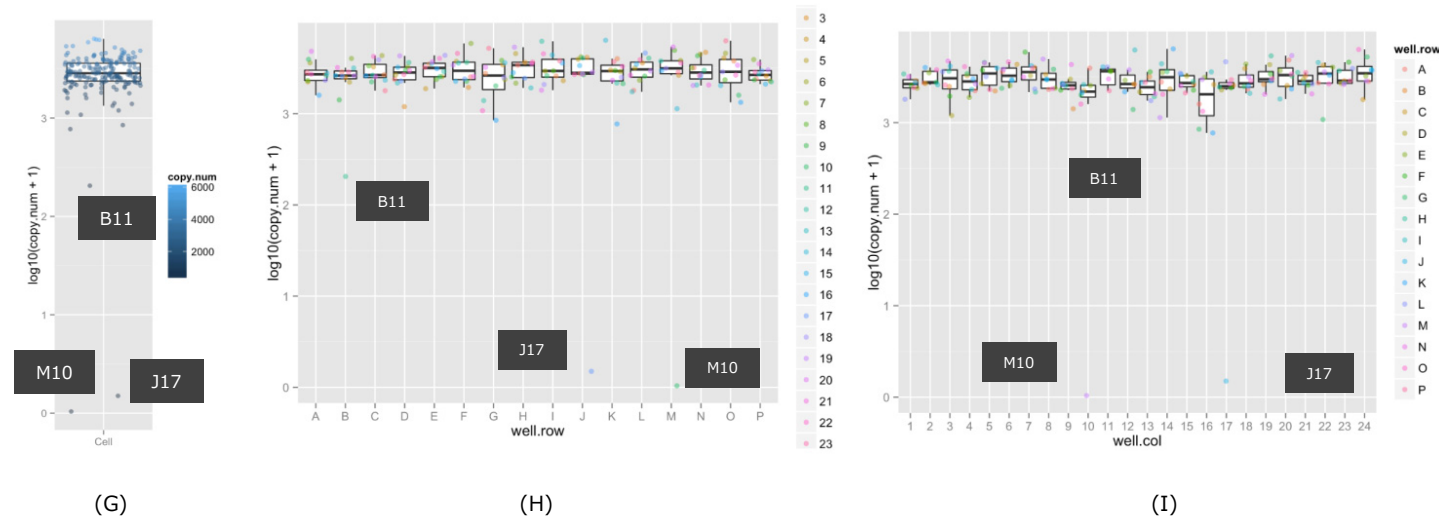 log10(copy.num + 1)
3
2
1
0
Cell
copy.num
6000
4000
2000
B11
M10
J17
(G)
log10(copy.num + 1)
3
2
1
0
A B C D E F G H I J K L M N O P
well.row
B11
J17
M10
3
4
5
6
7
8
9
10
11
12
13
14
15
16
17
18
19
20
21
22
23
(H)
log10(copy.num + 1)
3
2
1
0
1 2 3 4 5 6 7 8 9 10 11 12 13 14 15 16 17 18 19 20 21 22 23 24
well.col
B11
M10
J17
well.row
A
B
C
D
E
F
G
H
I
J
K
L
M
N
O
P
(I)